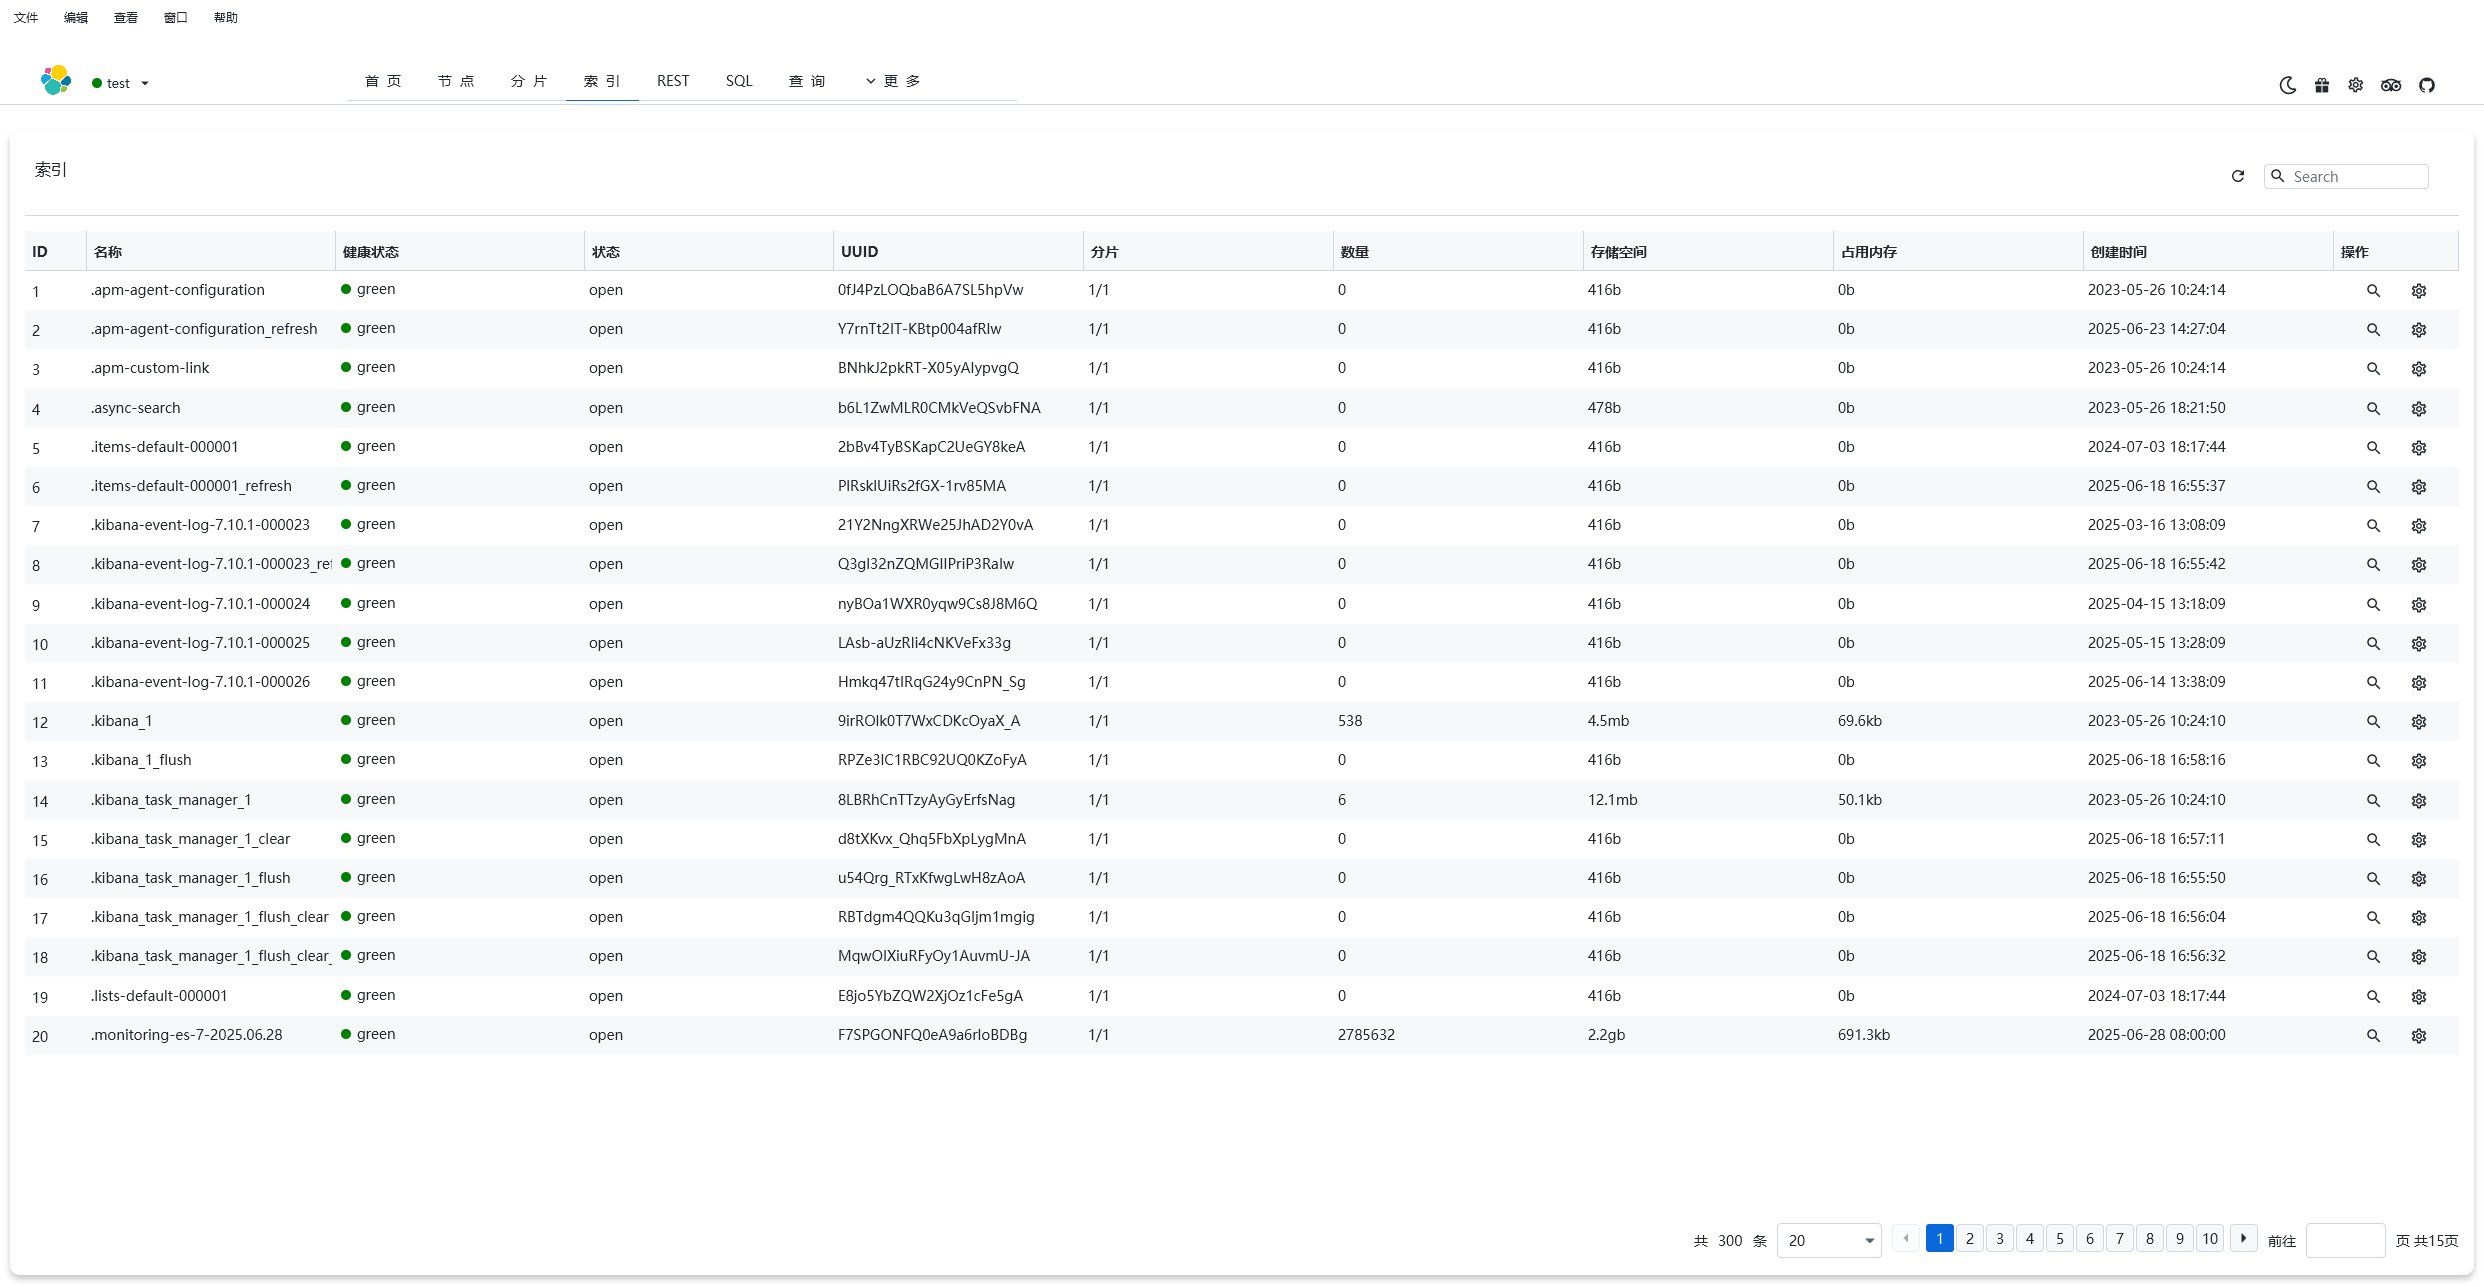 文件 编辑 查看 窗口 帮助
test 首页 节点 分片 索引 REST SQL 查询 更多
索引
Search
ID 名称 健康状态 状态 UUID 分片 数量 存储空间 占用内存 创建时间 操作
1 .apm-agent-configuration green open 0fJ4PzLOQbaB6A7SL5hpVw 1/1 0 416b 0b 2023-05-26 10:24:14
2 .apm-agent-configuration_refresh green open Y7rnTt2IT-KBtp004afRlw 1/1 0 416b 0b 2025-06-23 14:27:04
3 .apm-custom-link green open BNhkJ2pkRT-X05yAlypvgQ 1/1 0 416b 0b 2023-05-26 10:24:14
4 .async-search green open b6L1ZwMLR0CMkVeQSvbFNA 1/1 0 478b 0b 2023-05-26 18:21:50
5 .items-default-000001 green open 2bBv4TyBSKapC2UeGY8keA 1/1 0 416b 0b 2024-07-03 18:17:44
6 .items-default-000001_refresh green open PlRsklUiRs2fGX-1rv85MA 1/1 0 416b 0b 2025-06-18 16:55:37
7 .kibana-event-log-7.10.1-000023 green open 21Y2NngXRWe25JhAD2Y0vA 1/1 0 416b 0b 2025-03-16 13:08:09
8 .kibana-event-log-7.10.1-000023_ref green open Q3gI32nZQMGIIPriP3RaIw 1/1 0 416b 0b 2025-06-18 16:55:42
9 .kibana-event-log-7.10.1-000024 green open nyBOa1WXR0yqw9Cs8J8M6Q 1/1 0 416b 0b 2025-04-15 13:18:09
10 .kibana-event-log-7.10.1-000025 green open LAsb-aUzRIi4cNKVeFx33g 1/1 0 416b 0b 2025-05-15 13:28:09
11 .kibana-event-log-7.10.1-000026 green open Hmkq47tIRqG24y9CnPN_Sg 1/1 0 416b 0b 2025-06-14 13:38:09
12 .kibana_1 green open 9irROlk0T7WxCDKcOyaX_A 1/1 538 4.5mb 69.6kb 2023-05-26 10:24:10
13 .kibana_1_flush green open RPZe3IC1RBC92UQ0KZoFyA 1/1 0 416b 0b 2025-06-18 16:58:16
14 .kibana_task_manager_1 green open 8LBRhCnTTzyAyGyErfsNag 1/1 6 12.1mb 50.1kb 2023-05-26 10:24:10
15 .kibana_task_manager_1_clear green open d8tXKvx_Qhq5FbXpLygMnA 1/1 0 416b 0b 2025-06-18 16:57:11
16 .kibana_task_manager_1_flush green open u54Qrg_RTxKfwgLwH8zAoA 1/1 0 416b 0b 2025-06-18 16:55:50
17 .kibana_task_manager_1_flush_clear green open RBTdgm4QQKu3qGljm1mgig 1/1 0 416b 0b 2025-06-18 16:56:04
18 .kibana_task_manager_1_flush_clear_ green open MqwOIXiuRFyOy1AuvmU-JA 1/1 0 416b 0b 2025-06-18 16:56:32
19 .lists-default-000001 green open E8jo5YbZQW2XjOz1cFe5gA 1/1 0 416b 0b 2024-07-03 18:17:44
20 .monitoring-es-7-2025.06.28 green open F7SPGONFQ0eA9a6rloBDBg 1/1 2785632 2.2gb 691.3kb 2025-06-28 08:00:00
共 300 条 20 1 2 3 4 5 6 7 8 9 10 前往 页 共15页